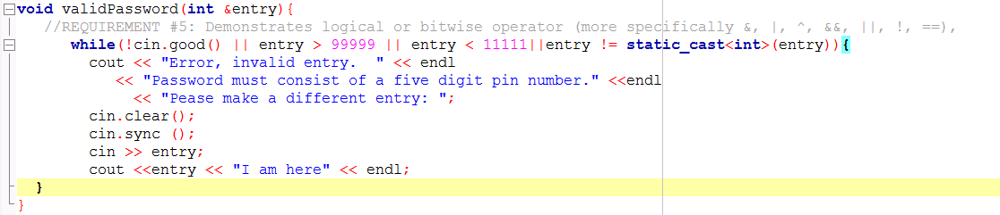 void validPassword(int &entry){
//REQUIREMENT #5: Demonstrates logical or bitwise operator (more specifically &, |, ^, &&, ||, !, ==),
while(!cin.good() || entry > 99999 || entry < 11111||entry != static_cast<int>(entry)){
cout << "Error, invalid entry.  " << endl
<< "Password must consist of a five digit pin number." <<endl
<< "Pease make a different entry: ";
cin.clear();
cin.sync ();
cin >> entry;
cout <<entry << "I am here" << endl;
}
}